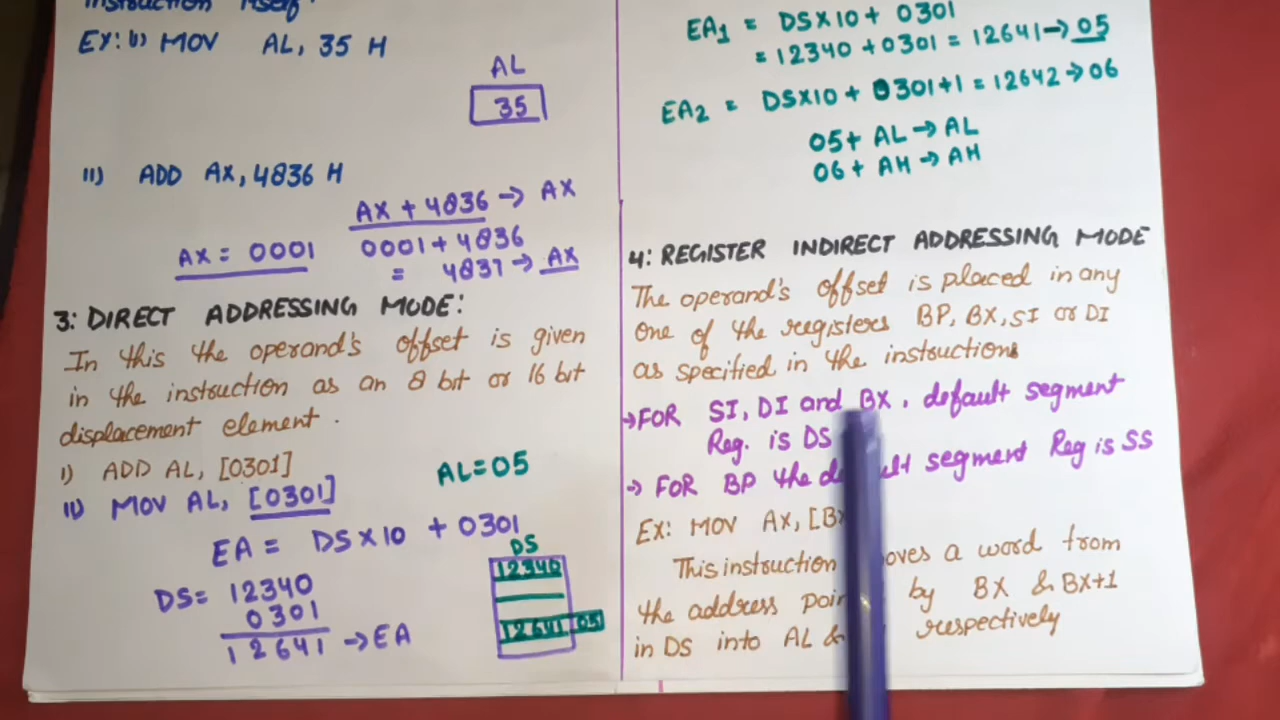 EX: i) MOV AL, 35 H
AL
35
ii) ADD AX, 4836 H
AX + 4836 → AX
AX = 0001 0001 + 4836
= 4837 → AX
3: DIRECT ADDRESSING MODE:
In this the operand's offset is given
in the instruction as an 8 bit or 16 bit
displacement element.
i) ADD AL, [0301]
ii) MOV AL, [0301]
AL=05
EA = DS×10 + 0301
DS= 12340
0301
12641 → EA
DS
12340
12641 05
EA1 = DS×10 + 0301
= 12340 + 0301 = 12641 → 05
EA2 = DS×10 + 0301+1 = 12642 → 06
05 + AL → AL
06 + AH → AH
4: REGISTER INDIRECT ADDRESSING MODE
The operand's offset is placed in any
one of the registers BP, BX, SI or DI
as specified in the instructions
→FOR SI, DI and BX, default segment
Reg. is DS
→ FOR BP the segment Reg is SS
EX: MOV AX,
This instruction a word from
the address by BX & BX+1
in DS into AL & respectively